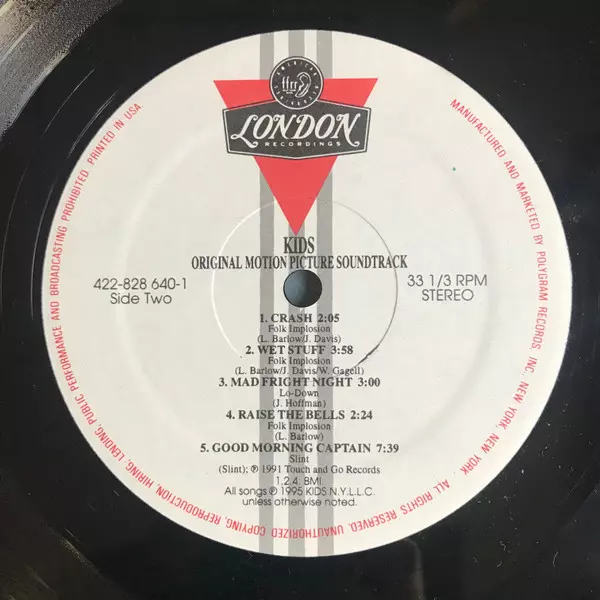 AMERICAN
ffrr
LONDON
RECORDINGS
KIDS
ORIGINAL MOTION PICTURE SOUNDTRACK
422-828 640-1
Side Two
33 1/3 RPM
STEREO
1. CRASH 2:05
Folk Implosion
(L. Barlow/J. Davis)
2. WET STUFF 3:58
Folk Implosion
(L. Barlow/J. Davis/W. Gagell)
3. MAD FRIGHT NIGHT 3:00
Lo-Down
(J. Hoffman)
4. RAISE THE BELLS 2:24
Folk Implosion
(L. Barlow)
5. GOOD MORNING CAPTAIN 7:39
Slint
(Slint); ℗ 1991 Touch and Go Records
1,2,4: BMI.
All songs ℗ 1995 KIDS N.Y.L.L.C.
unless otherwise noted.
MANUFACTURED AND MARKETED BY POLYGRAM RECORDS, INC. NEW YORK, NEW YORK. ALL RIGHTS RESERVED. UNAUTHORIZED COPYING, REPRODUCTION, HIRING, LENDING, PUBLIC PERFORMANCE AND BROADCASTING PROHIBITED. PRINTED IN USA.